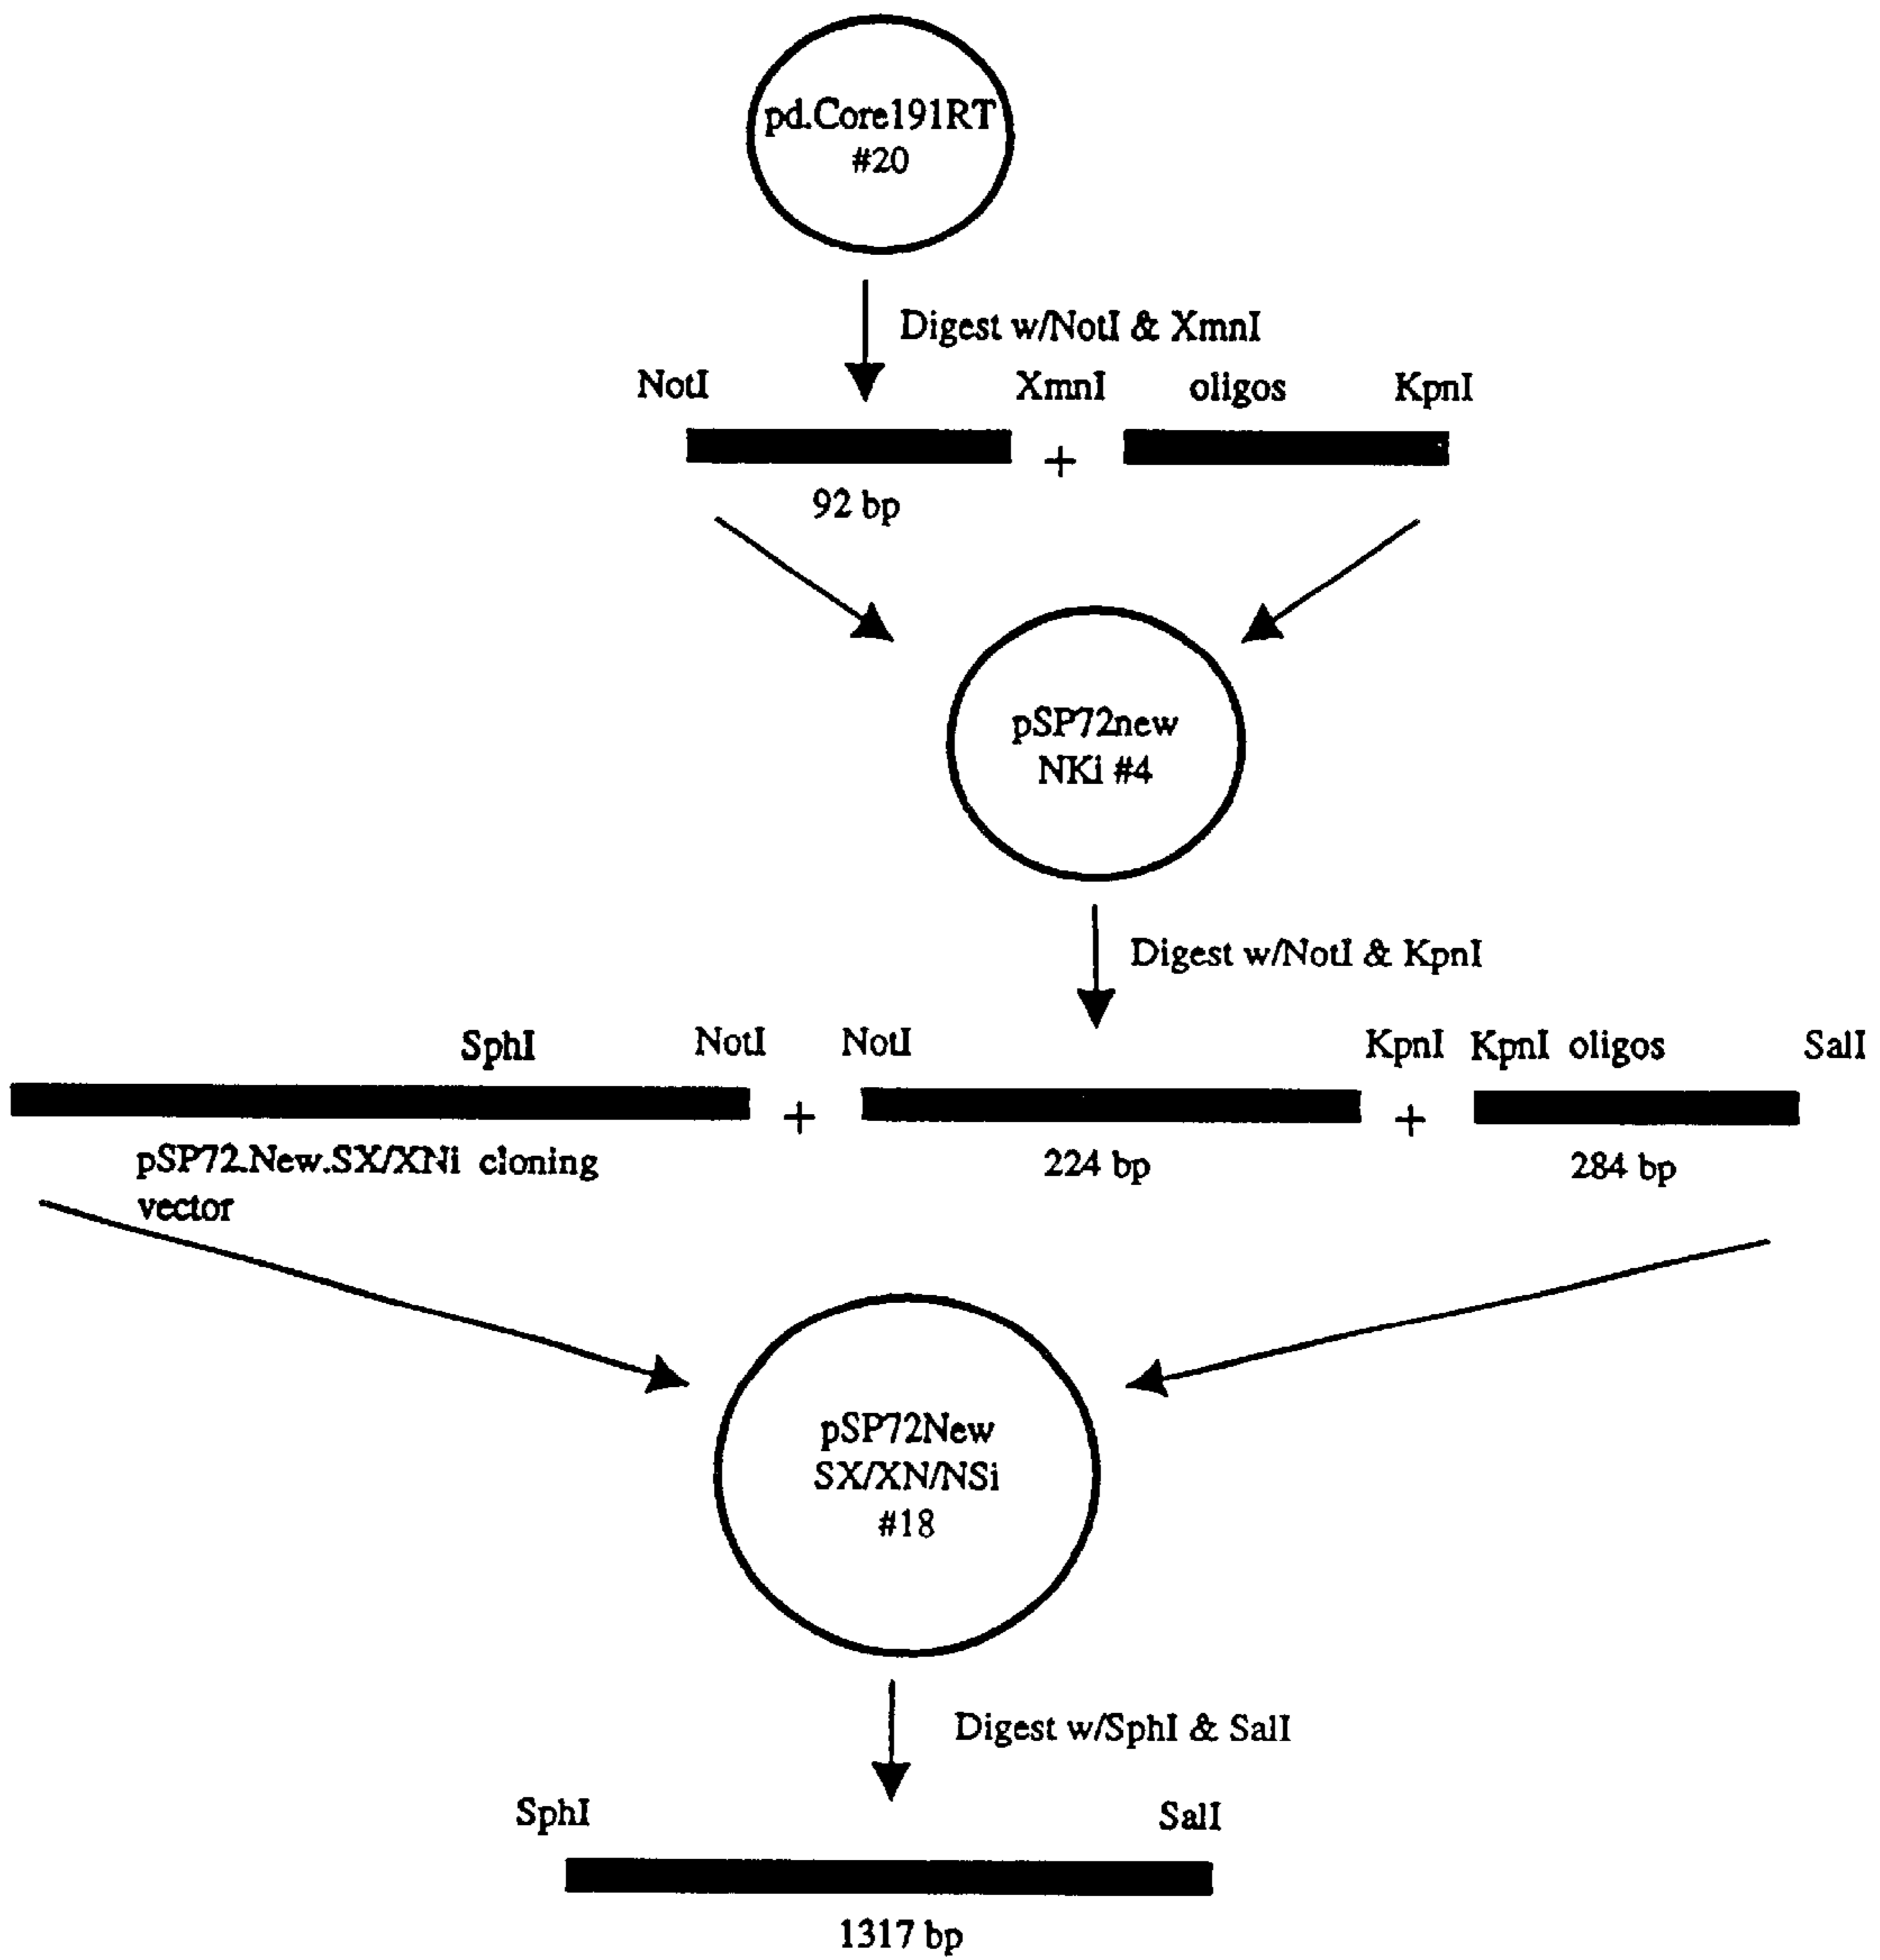 pd.Core191RT
#20
Digest w/NotI & XmnI
NotI
XmnI
oligos
KpnI
+
92 bp
pSP72new
NKi #4
Digest w/NotI & KpnI
SphI
NotI
NotI
KpnI
KpnI oligos
SalI
+
+
pSP72.New.SX/XNi cloning
vector
224 bp
284 bp
pSP72New
SX/XN/NSi
#18
Digest w/SphI & SalI
SphI
SalI
1317 bp